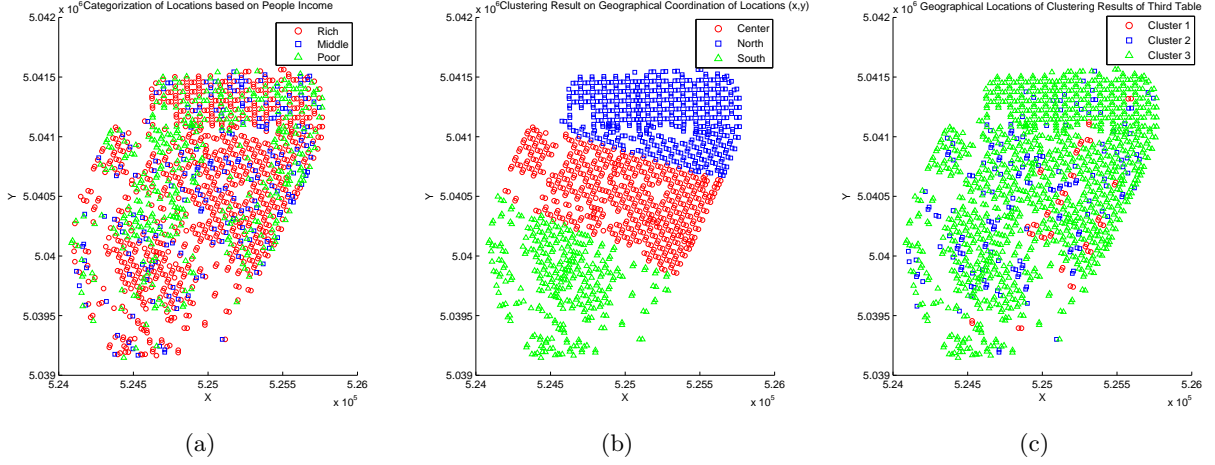 x 10^6
Categorization of Locations based on People Income
5.042
5.0415
5.041
5.0405
5.04
5.0395
5.039
Y
Rich
Middle
Poor
5.24
5.245
5.25
5.255
5.26
X
x 10^5
(a)
x 10^6
Clustering Result on Geographical Coordination of Locations (x,y)
5.042
5.0415
5.041
5.0405
5.04
5.0395
5.039
Y
Center
North
South
5.24
5.245
5.25
5.255
5.26
X
x 10^5
(b)
x 10^6
Geographical Locations of Clustering Results of Third Table
5.042
5.0415
5.041
5.0405
5.04
5.0395
5.039
Y
Cluster 1
Cluster 2
Cluster 3
5.24
5.245
5.25
5.255
5.26
X
x 10^5
(c)